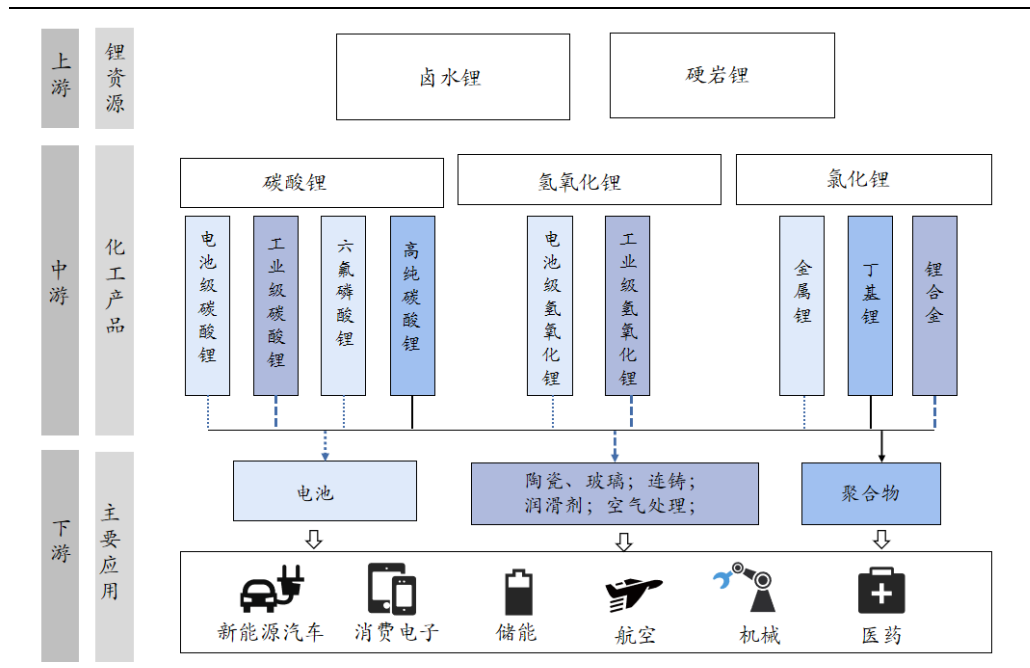 上游
锂资源
卤水锂
硬岩锂
中游
化工产品
碳酸锂
氢氧化锂
氯化锂
电池级碳酸锂
工业级碳酸锂
六氟磷酸锂
高纯碳酸锂
电池级氢氧化锂
工业级氢氧化锂
金属锂
丁基锂
锂合金
下游
主要应用
电池
陶瓷、玻璃；连铸；
润滑剂；空气处理；
聚合物
新能源汽车
消费电子
储能
航空
机械
医药